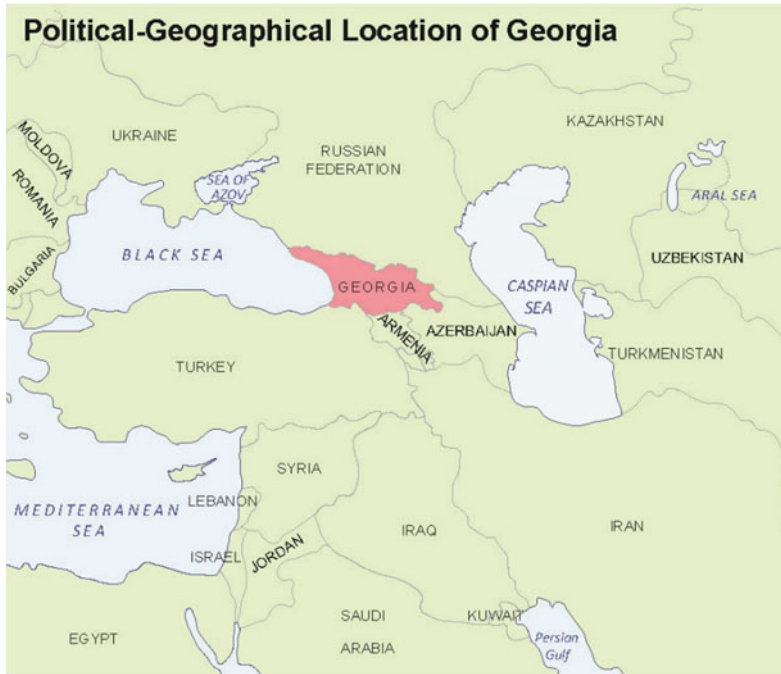 Political-Geographical Location of Georgia
KAZAKHSTAN
UKRAINE
MOLDOVA
RUSSIAN
FEDERATION
SEA OF
AZOV
ARAL SEA
ROMANIA
BLACK SEA
UZBEKISTAN
BULGARIA
GEORGIA
CASPIAN
SEA
ARMENIA
AZERBAIJAN
TURKMENISTAN
TURKEY
SYRIA
LEBANON
MEDITERRANEAN
SEA
IRAQ
IRAN
ISRAEL
JORDAN
SAUDI
ARABIA
KUWAIT
EGYPT
Persian
Gulf